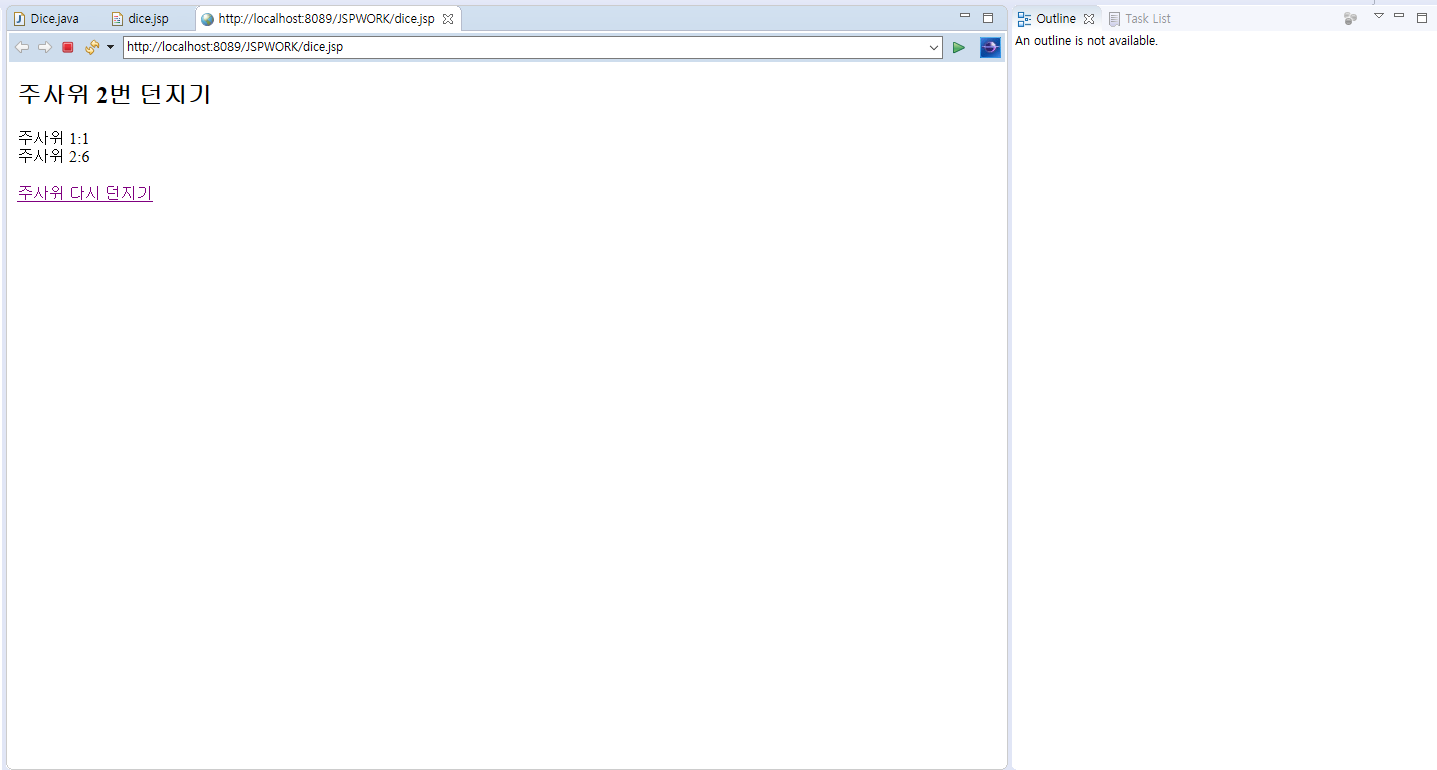 Dice.java dice.jsp http://localhost:8089/JSPWORK/dice.jsp
http://localhost:8089/JSPWORK/dice.jsp
주사위 2번 던지기
주사위 1:1
주사위 2:6
주사위 다시 던지기
Outline Task List
An outline is not available.